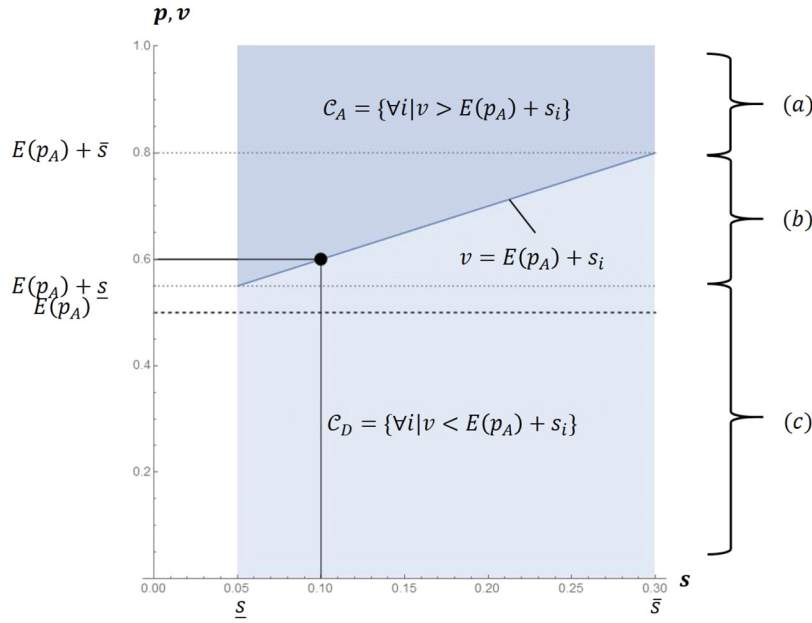 p, v
1.0
𝒞_A = {∀i|v > E(p_A) + s_i}
(a)
E(p_A) + s̄
0.8
(b)
v = E(p_A) + s_i
0.6
E(p_A) + s̲
E(p_A)
0.4
𝒞_D = {∀i|v < E(p_A) + s_i}
(c)
0.2
0.00 0.05 0.10 0.15 0.20 0.25 0.30 s
s̲ s̄